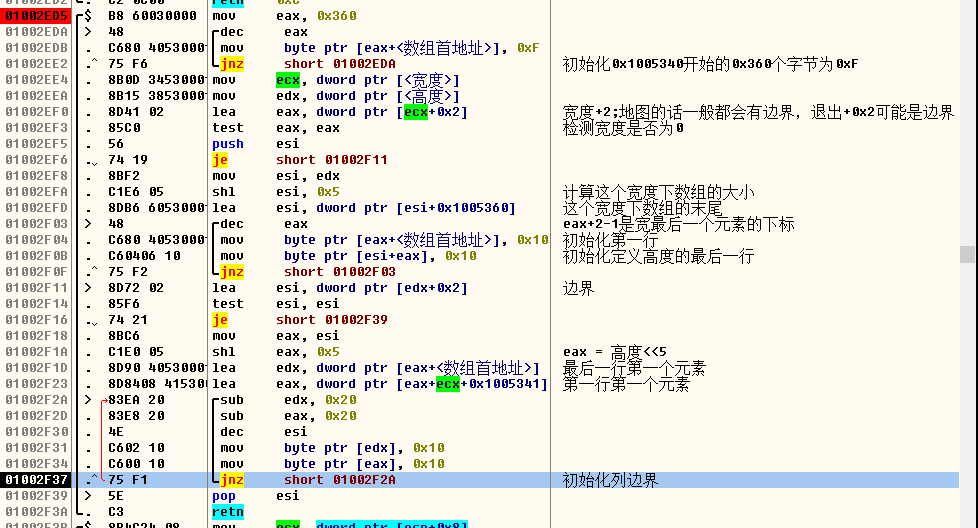 01002ED2 . C2 0C00 retn 0xC
01002ED5 $ B8 60030000 mov eax, 0x360
01002EDA > 48 dec eax
01002EDB . C680 4053000 mov byte ptr [eax+<数组首地址>], 0xF
01002EE2 .^ 75 F6 jnz short 01002EDA 初始化0x1005340开始的0x360个字节为0xF
01002EE4 . 8B0D 3453000 mov ecx, dword ptr [<宽度>]
01002EEA . 8B15 3853000 mov edx, dword ptr [<高度>]
01002EF0 . 8D41 02 lea eax, dword ptr [ecx+0x2] 宽度+2;地图的话一般都会有边界，退出+0x2可能是边界
01002EF3 . 85C0 test eax, eax 检测宽度是否为0
01002EF5 . 56 push esi
01002EF6 .v 74 19 je short 01002F11
01002EF8 . 8BF2 mov esi, edx
01002EFA . C1E6 05 shl esi, 0x5 计算这个宽度下数组的大小
01002EFD . 8DB6 6053000 lea esi, dword ptr [esi+0x1005360] 这个宽度下数组的末尾
01002F03 > 48 dec eax eax+2-1是宽最后一个元素的下标
01002F04 . C680 4053000 mov byte ptr [eax+<数组首地址>], 0x10 初始化第一行
01002F0B . C60406 10 mov byte ptr [esi+eax], 0x10 初始化定义高度的最后一行
01002F0F .^ 75 F2 jnz short 01002F03
01002F11 > 8D72 02 lea esi, dword ptr [edx+0x2] 边界
01002F14 . 85F6 test esi, esi
01002F16 .v 74 21 je short 01002F39
01002F18 . 8BC6 mov eax, esi
01002F1A . C1E0 05 shl eax, 0x5 eax = 高度<<5
01002F1D . 8D90 4053000 lea edx, dword ptr [eax+<数组首地址>] 最后一行第一个元素
01002F23 . 8D8408 41530 lea eax, dword ptr [eax+ecx+0x1005341] 第一行第一个元素
01002F2A > 83EA 20 sub edx, 0x20
01002F2D . 83E8 20 sub eax, 0x20
01002F30 . 4E dec esi
01002F31 . C602 10 mov byte ptr [edx], 0x10
01002F34 . C600 10 mov byte ptr [eax], 0x10
01002F37 .^ 75 F1 jnz short 01002F2A 初始化列边界
01002F39 > 5E pop esi
01002F3A . C3 retn
01002F3B $ 8B4C24 08 mov ecx, dword ptr [esp+0x8]